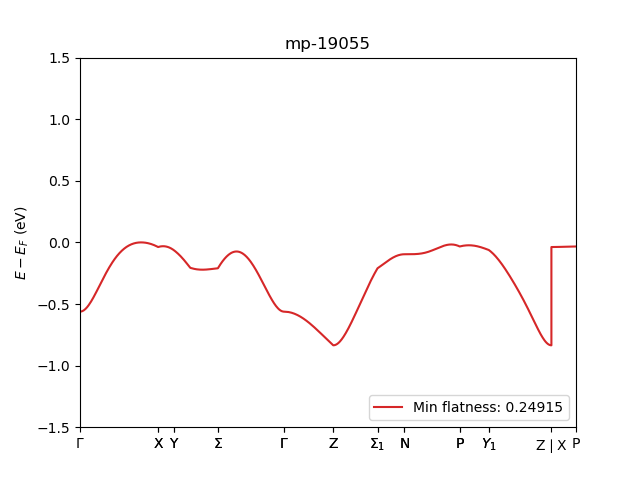 mp-19055
E − E_F (eV)
1.5
1.0
0.5
0.0
−0.5
−1.0
−1.5
Min flatness: 0.24915
Γ X Y Σ Γ Z Σ₁ N P Y₁ Z | X P